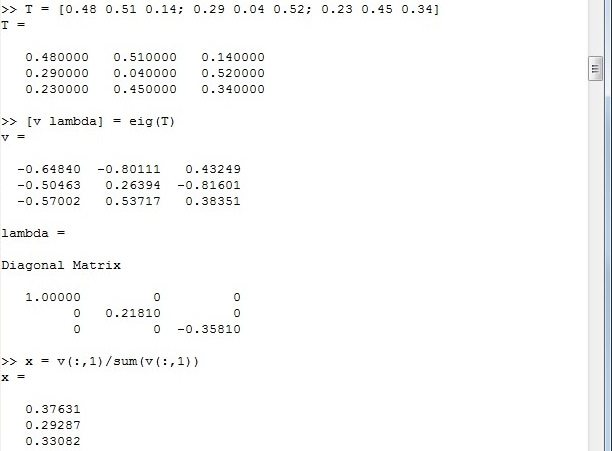 >> T = [0.48 0.51 0.14; 0.29 0.04 0.52; 0.23 0.45 0.34]
T =
0.480000 0.510000 0.140000
0.290000 0.040000 0.520000
0.230000 0.450000 0.340000
>> [v lambda] = eig(T)
v =
-0.64840 -0.80111 0.43249
-0.50463 0.26394 -0.81601
-0.57002 0.53717 0.38351
lambda =
Diagonal Matrix
1.00000 0 0
0 0.21810 0
0 0 -0.35810
>> x = v(:,1)/sum(v(:,1))
x =
0.37631
0.29287
0.33082